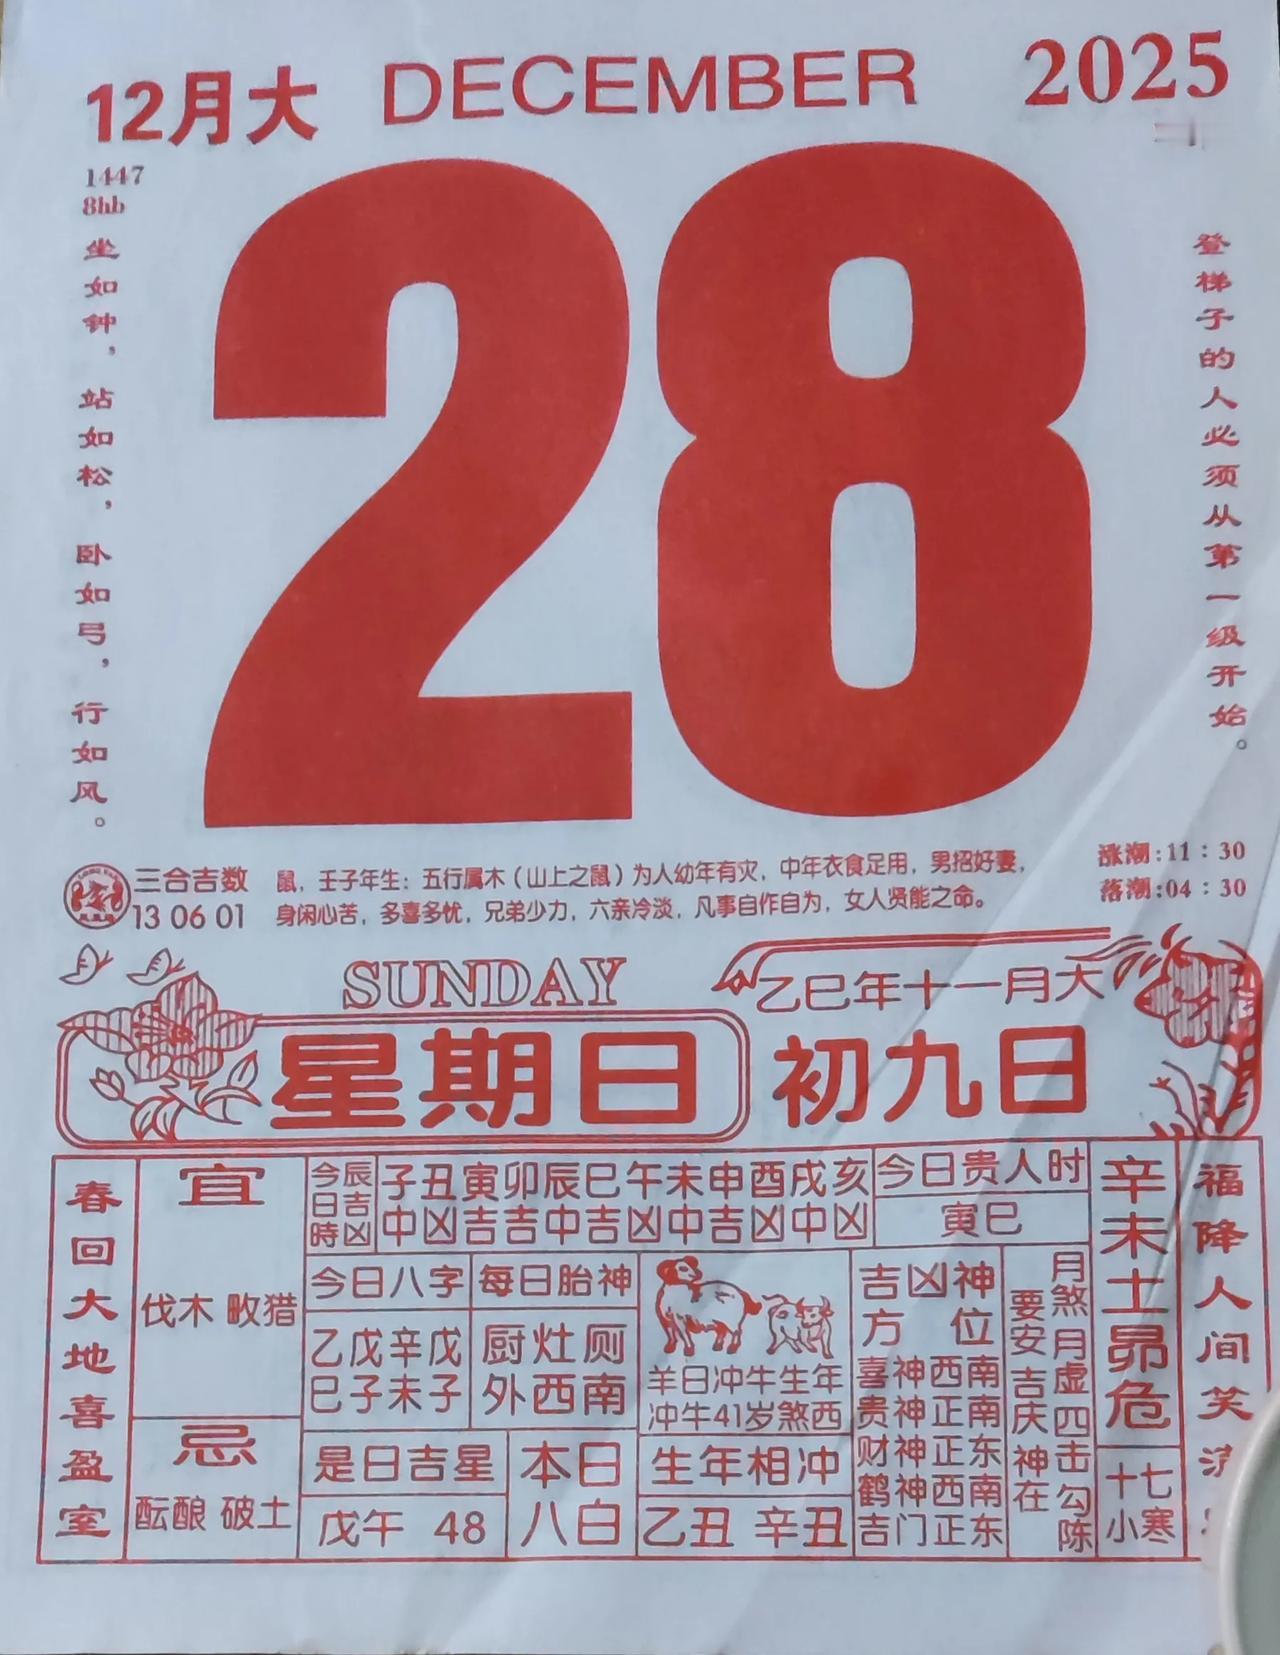 12月大 DECEMBER 2025
1447
8hb
坐如钟，站如松，卧如弓，行如风。
登梯子的人必须从第一级开始。
三合吉数
13 06 01
鼠，壬子年生：五行属木（山上之鼠）为人幼年有灾，中年衣食足用，男招好妻，
身闲心苦，多喜多忧，兄弟少力，六亲冷淡，凡事自作自为，女人贤能之命。
涨潮:11：30
落潮:04：30
SUNDAY
星期日
乙巳年十一月大
初九日
春回大地喜盈室
宜
伐木 畋猎
忌
酝酿 破土
今日時
辰吉凶
子丑寅卯辰巳午未申酉戌亥
中凶吉吉中吉凶中吉凶中凶
今日贵人时
寅巳
今日八字
乙戊辛戊
巳子未子
每日胎神
厨灶厕
外西南
羊日冲牛生年
冲牛41岁煞西
吉凶神
方位
喜神西南
贵神正南
财神正东
鹤神西南
吉门正东
要安吉庆神在
月煞月虚四击勾陈
是日吉星
戊午 48
本日
八白
生年相冲
乙丑 辛丑
辛未土昴危
十七
小寒
福降人间笑